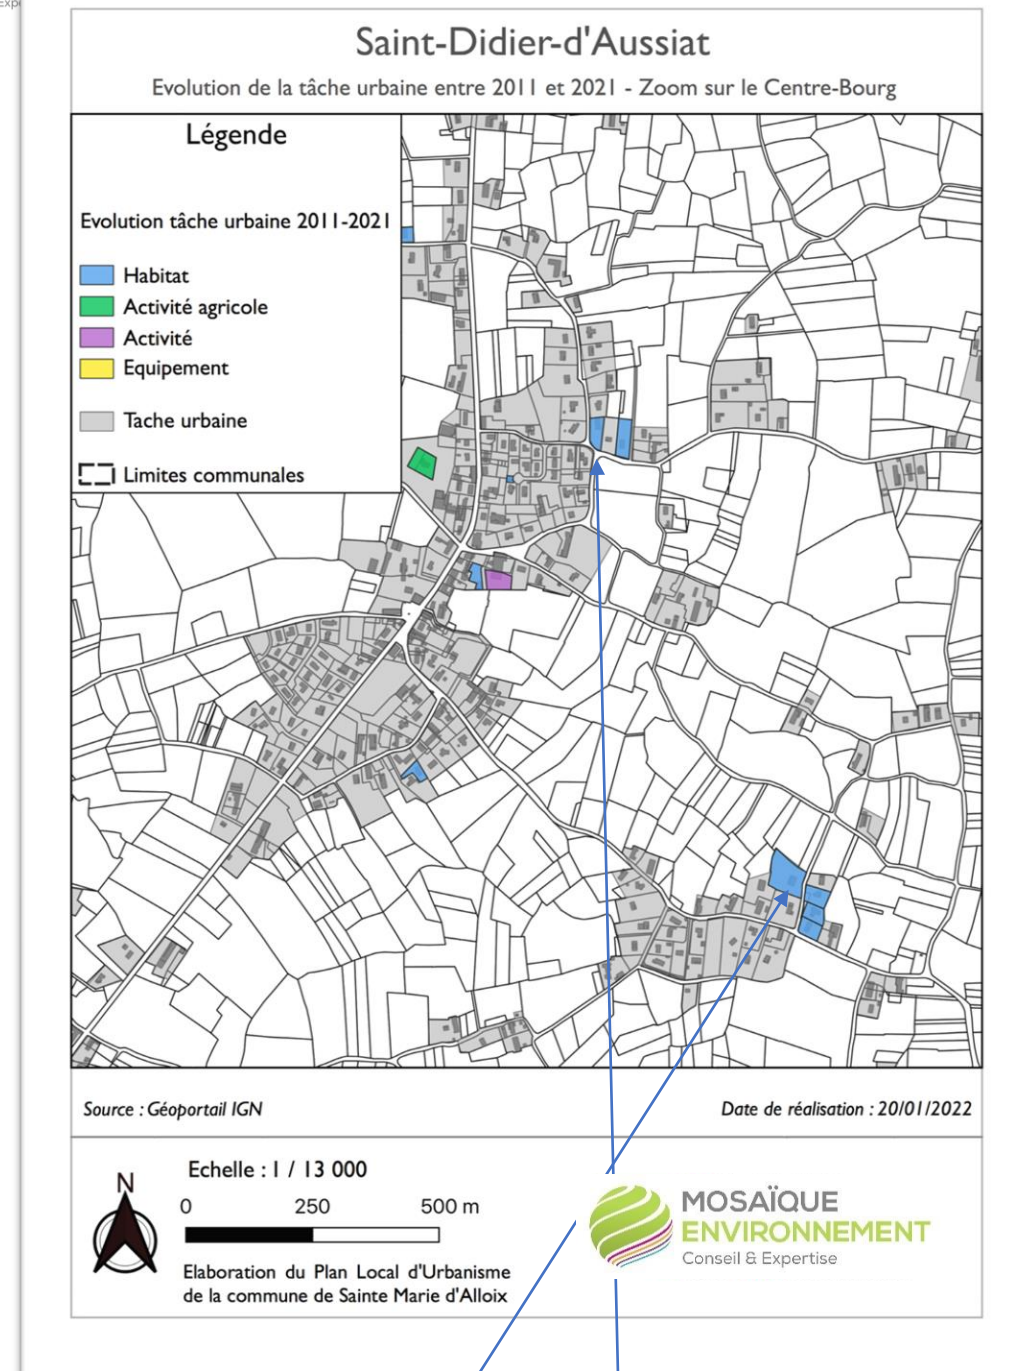 Saint-Didier-d'Aussiat
Evolution de la tâche urbaine entre 2011 et 2021 - Zoom sur le Centre-Bourg
Légende
Evolution tâche urbaine 2011-2021
Habitat
Activité agricole
Activité
Equipement
Tache urbaine
Limites communales
Source : Géoportail IGN
Date de réalisation : 20/01/2022
N
Echelle : 1 / 13 000
0 250 500 m
Elaboration du Plan Local d'Urbanisme
de la commune de Sainte Marie d'Alloix
MOSAÏQUE
ENVIRONNEMENT
Conseil & Expertise